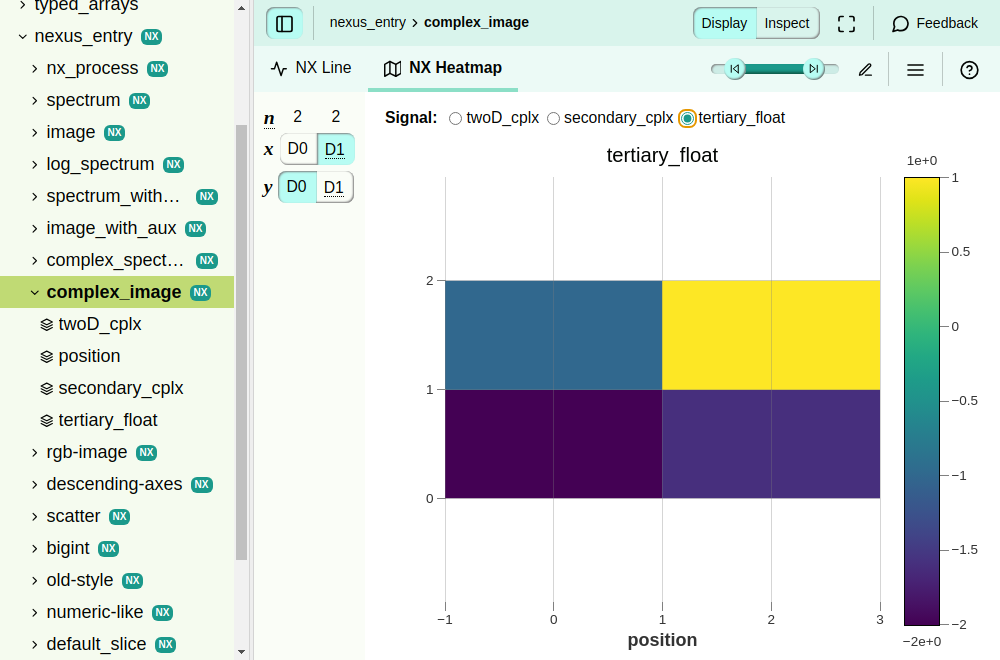 typed_arrays
nexus_entry NX
nx_process NX
spectrum NX
image NX
log_spectrum NX
spectrum_with… NX
image_with_aux NX
complex_spect… NX
complex_image NX
twoD_cplx
position
secondary_cplx
tertiary_float
rgb-image NX
descending-axes NX
scatter NX
bigint NX
old-style NX
numeric-like NX
default_slice NX
nexus_entry › complex_image
Display Inspect Feedback
NX Line NX Heatmap
n 2 2
x D0 D1
y D0 D1
Signal: twoD_cplx secondary_cplx tertiary_float
tertiary_float
2
1
0
−1 0 1 2 3
position
1e+0
1
0.5
0
−0.5
−1
−1.5
−2
−2e+0